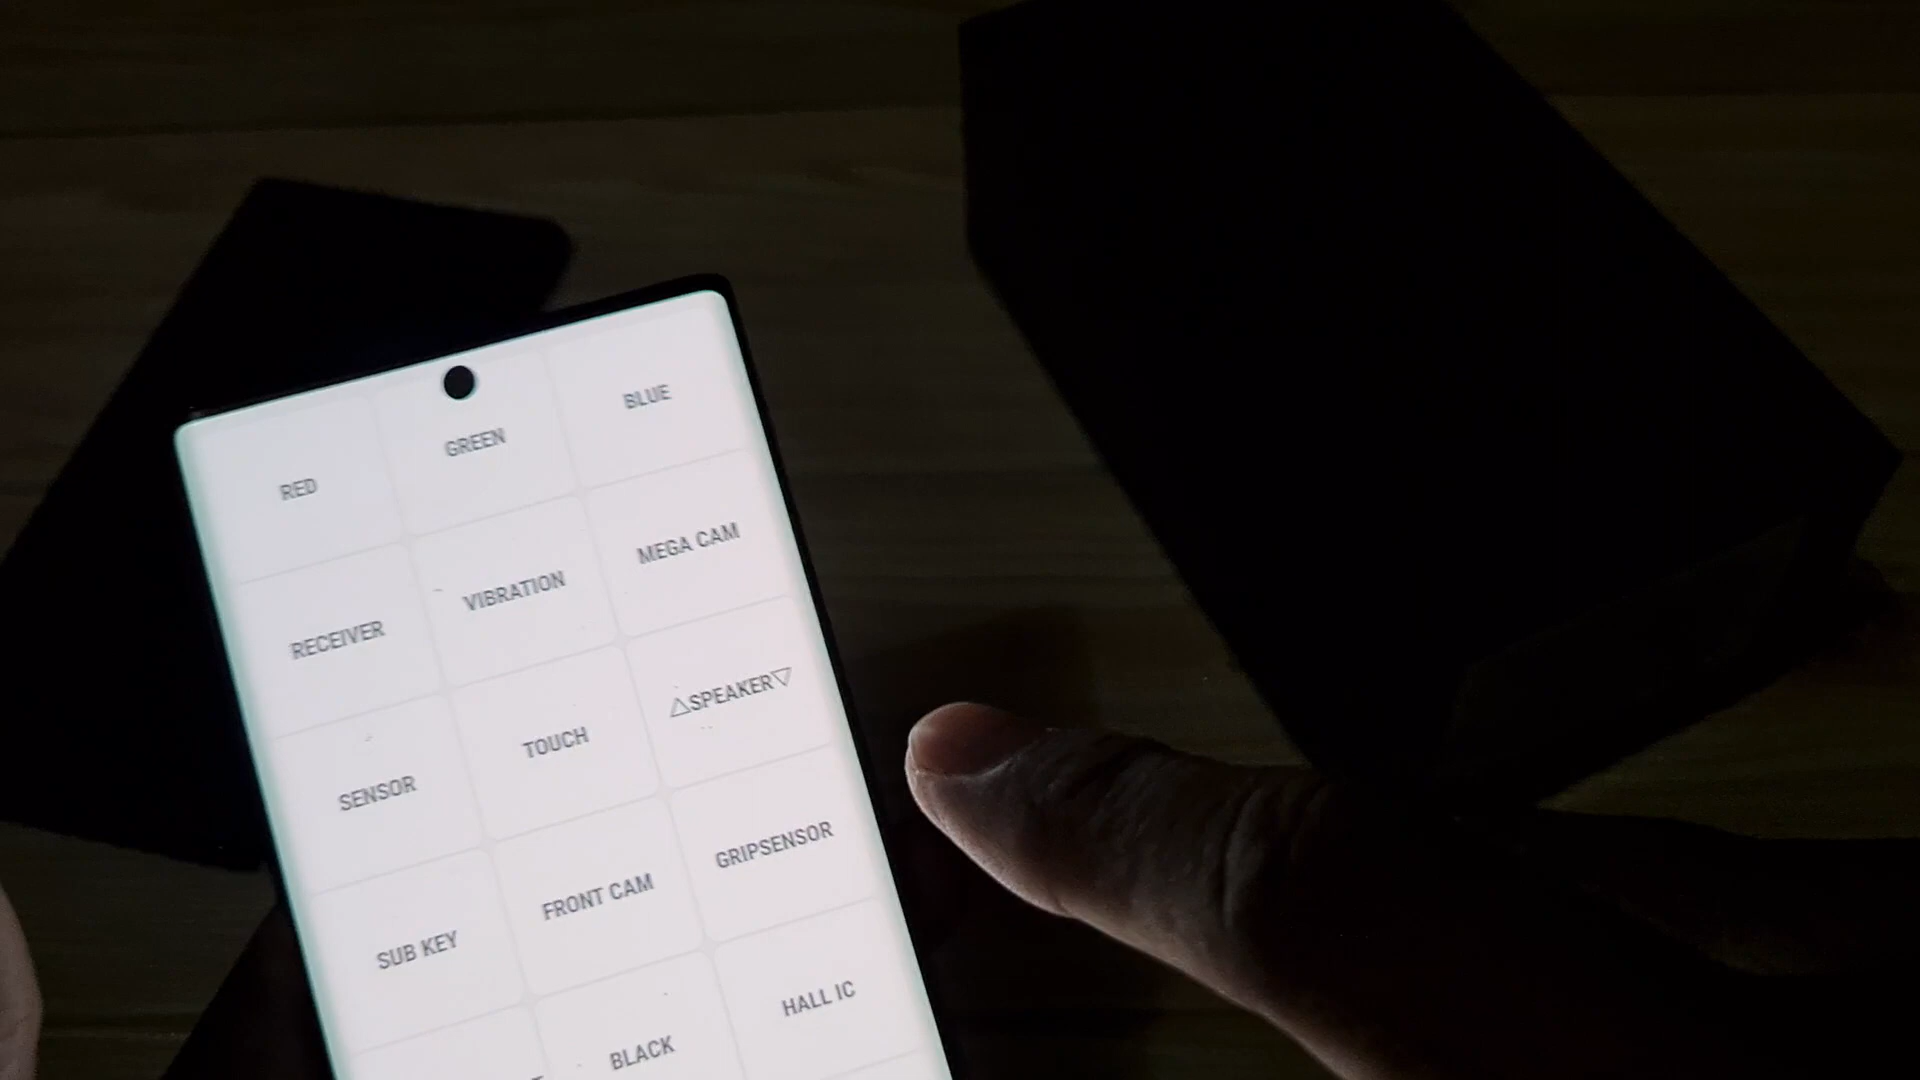 RED
GREEN
BLUE
RECEIVER
VIBRATION
MEGA CAM
SENSOR
TOUCH
△SPEAKER▽
SUB KEY
FRONT CAM
GRIPSENSOR
BLACK
HALL IC